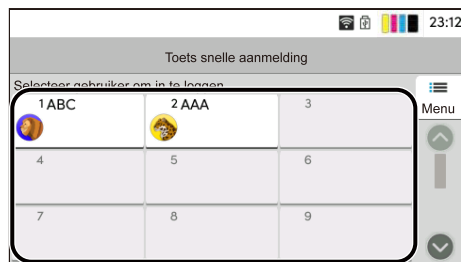 23:12
Toets snelle aanmelding
Selecteer gebruiker om in te loggen
Menu
1 ABC
2 AAA
3
4
5
6
7
8
9